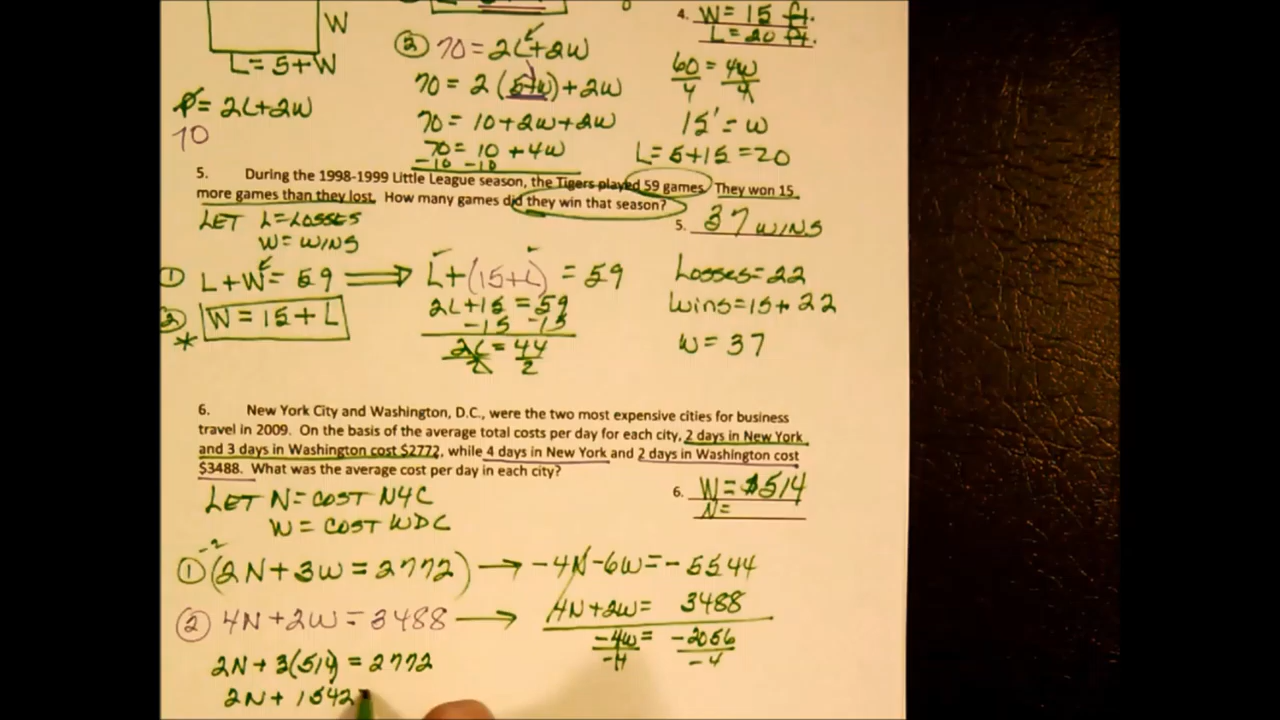 W
L = 5+W
P = 2L+2W
70
② 70 = 2L+2W
70 = 2(5+W)+2W
70 = 10+2W+2W
70 = 10 +4W
-10 -10
4. W = 15 ft.
L = 20 ft.
60 = 4W
4 4
15' = W
L = 5+15 = 20
5. During the 1998-1999 Little League season, the Tigers played 59 games. They won 15
more games than they lost. How many games did they win that season?
5. 37 WINS
LET L = LOSSES
W = WINS
① L+W = 59 ⟹ L+(15+L) = 59
② W = 15+L
*
2L+15 = 59
-15 -15
2L = 44
2 2
Losses = 22
Wins = 15+22
W = 37
6. New York City and Washington, D.C., were the two most expensive cities for business
travel in 2009. On the basis of the average total costs per day for each city, 2 days in New York
and 3 days in Washington cost $2772, while 4 days in New York and 2 days in Washington cost
$3488. What was the average cost per day in each city?
6. W = $514
N =
LET N = COST NYC
W = COST WDC
-2
① (2N+3W = 2772) → -4N-6W = -5544
② 4N+2W = 3488 → 4N+2W = 3488
-4W = -2056
-4 -4
2N + 3(514) = 2772
2N + 1542